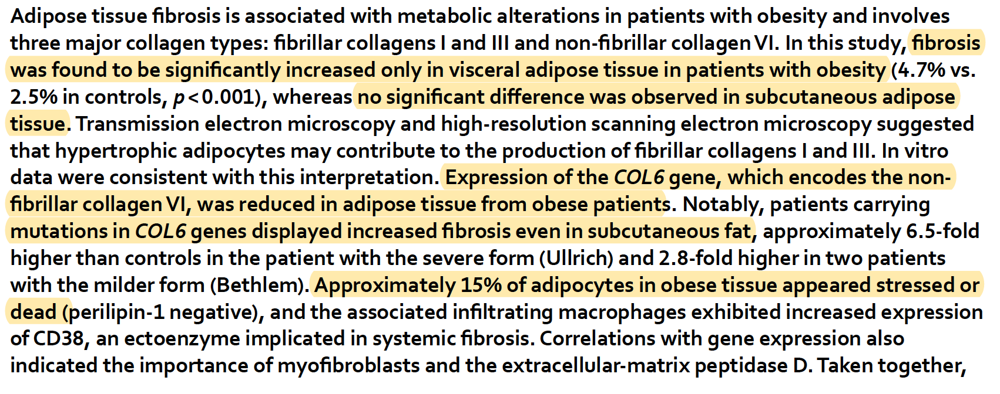 Adipose tissue fibrosis is associated with metabolic alterations in patients with obesity and involves
three major collagen types: fibrillar collagens I and III and non-fibrillar collagen VI. In this study, fibrosis
was found to be significantly increased only in visceral adipose tissue in patients with obesity (4.7% vs.
2.5% in controls, p < 0.001), whereas no significant difference was observed in subcutaneous adipose
tissue. Transmission electron microscopy and high-resolution scanning electron microscopy suggested
that hypertrophic adipocytes may contribute to the production of fibrillar collagens I and III. In vitro
data were consistent with this interpretation. Expression of the COL6 gene, which encodes the non-
fibrillar collagen VI, was reduced in adipose tissue from obese patients. Notably, patients carrying
mutations in COL6 genes displayed increased fibrosis even in subcutaneous fat, approximately 6.5-fold
higher than controls in the patient with the severe form (Ullrich) and 2.8-fold higher in two patients
with the milder form (Bethlem). Approximately 15% of adipocytes in obese tissue appeared stressed or
dead (perilipin-1 negative), and the associated infiltrating macrophages exhibited increased expression
of CD38, an ectoenzyme implicated in systemic fibrosis. Correlations with gene expression also
indicated the importance of myofibroblasts and the extracellular-matrix peptidase D. Taken together,